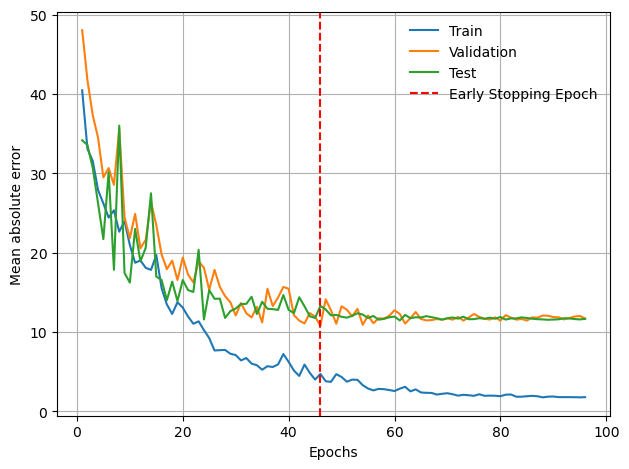 50
40
30
20
10
0
Mean absolute error
Train
Validation
Test
Early Stopping Epoch
0 20 40 60 80 100
Epochs